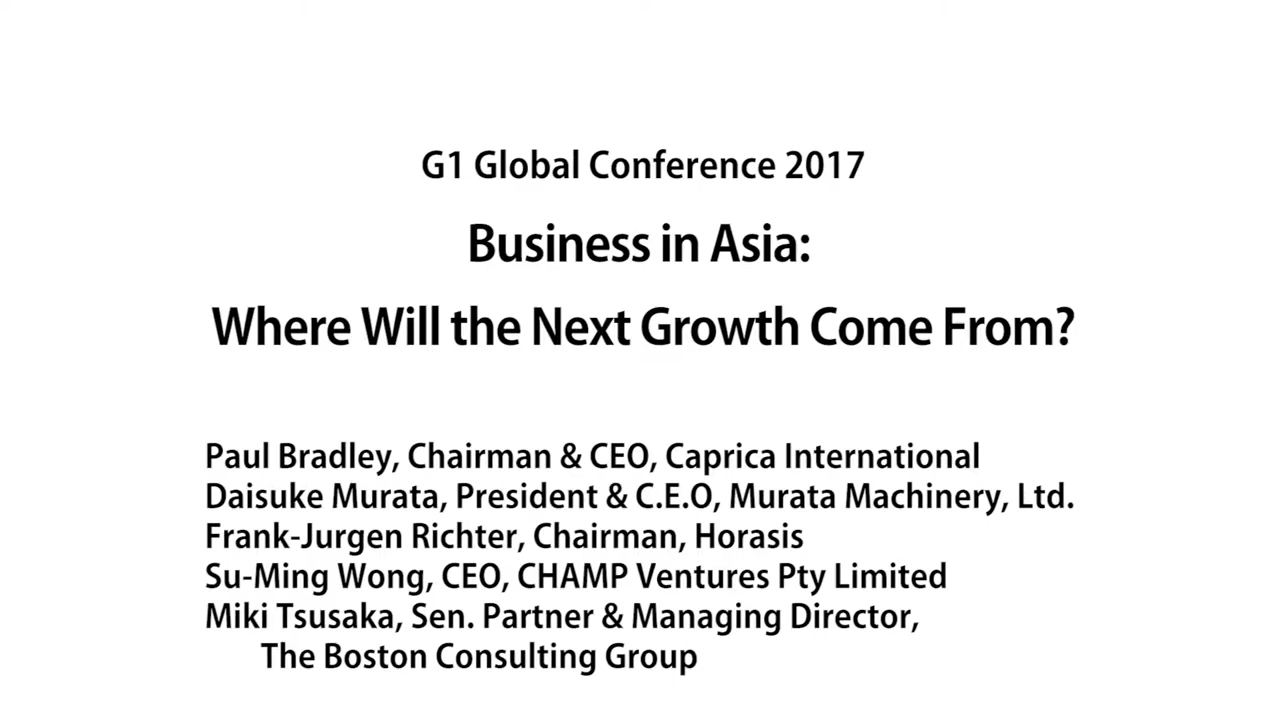 G1 Global Conference 2017
Business in Asia:
Where Will the Next Growth Come From?
Paul Bradley, Chairman & CEO, Caprica International
Daisuke Murata, President & C.E.O, Murata Machinery, Ltd.
Frank-Jurgen Richter, Chairman, Horasis
Su-Ming Wong, CEO, CHAMP Ventures Pty Limited
Miki Tsusaka, Sen. Partner & Managing Director,
The Boston Consulting Group